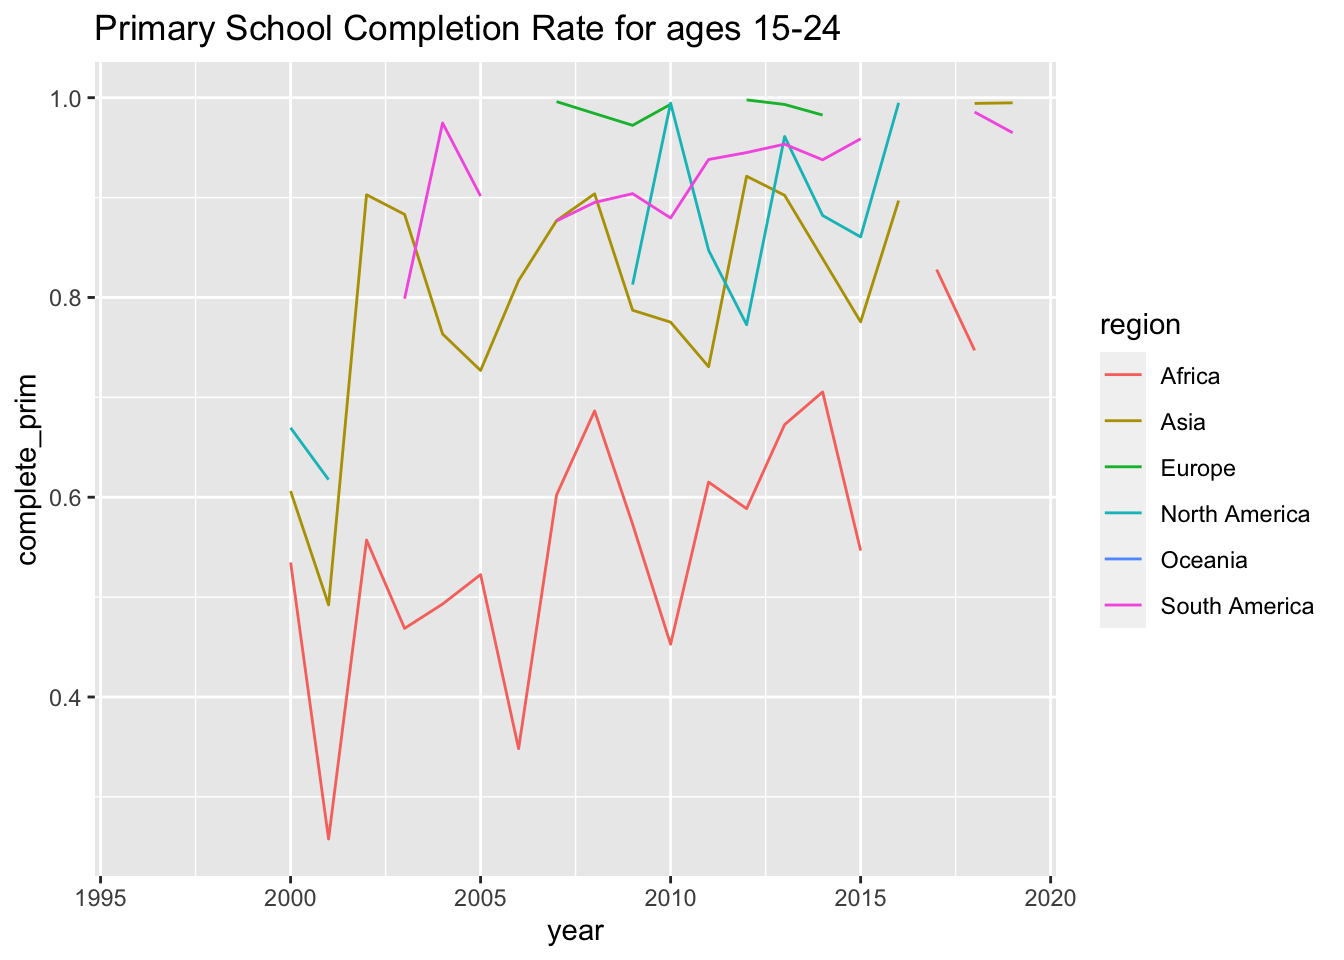 Primary School Completion Rate for ages 15-24
1.0
0.8
0.6
0.4
complete_prim
1995 2000 2005 2010 2015 2020
year
region
Africa
Asia
Europe
North America
Oceania
South America